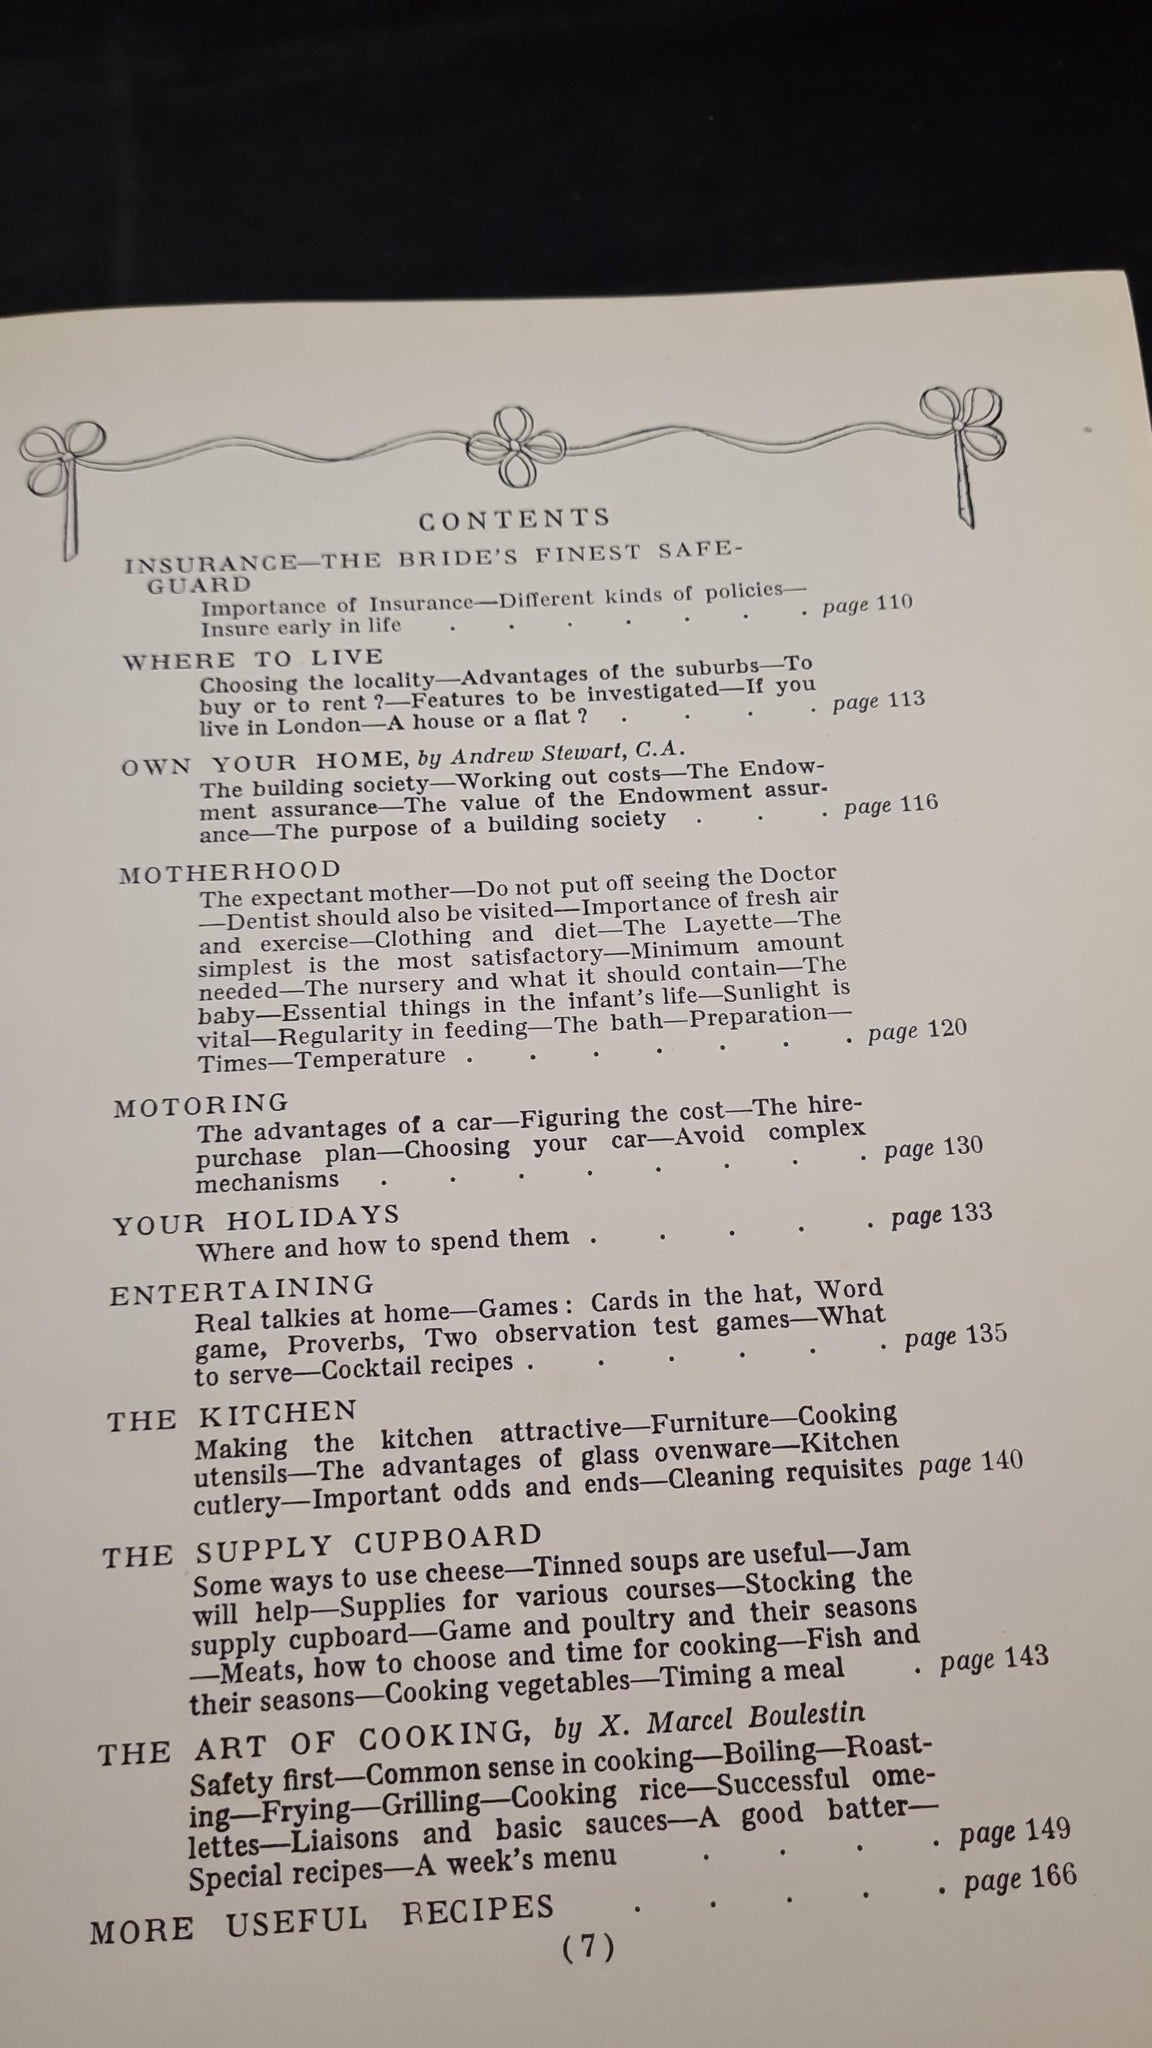 CONTENTS
INSURANCE—THE BRIDE'S FINEST SAFE-
GUARD
Importance of Insurance—Different kinds of policies—
Insure early in life . . . . . . . page 110
WHERE TO LIVE
Choosing the locality—Advantages of the suburbs—To
buy or to rent ?—Features to be investigated—If you
live in London—A house or a flat ? . . . . page 113
OWN YOUR HOME, by Andrew Stewart, C.A.
The building society—Working out costs—The Endow-
ment assurance—The value of the Endowment assur-
ance—The purpose of a building society . . . page 116
MOTHERHOOD
The expectant mother—Do not put off seeing the Doctor
—Dentist should also be visited—Importance of fresh air
and exercise—Clothing and diet—The Layette—The
simplest is the most satisfactory—Minimum amount
needed—The nursery and what it should contain—The
baby—Essential things in the infant's life—Sunlight is
vital—Regularity in feeding—The bath—Preparation—
Times—Temperature . . . . . . . page 120
MOTORING
The advantages of a car—Figuring the cost—The hire-
purchase plan—Choosing your car—Avoid complex
mechanisms . . . . . . . . page 130
YOUR HOLIDAYS
Where and how to spend them . . . . . page 133
ENTERTAINING
Real talkies at home—Games : Cards in the hat, Word
game, Proverbs, Two observation test games—What
to serve—Cocktail recipes . . . . . . page 135
THE KITCHEN
Making the kitchen attractive—Furniture—Cooking
utensils—The advantages of glass ovenware—Kitchen
cutlery—Important odds and ends—Cleaning requisites page 140
THE SUPPLY CUPBOARD
Some ways to use cheese—Tinned soups are useful—Jam
will help—Supplies for various courses—Stocking the
supply cupboard—Game and poultry and their seasons
—Meats, how to choose and time for cooking—Fish and
their seasons—Cooking vegetables—Timing a meal . page 143
THE ART OF COOKING, by X. Marcel Boulestin
Safety first—Common sense in cooking—Boiling—Roast-
ing—Frying—Grilling—Cooking rice—Successful ome-
lettes—Liaisons and basic sauces—A good batter—
Special recipes—A week's menu . . . . page 149
MORE USEFUL RECIPES . . . . . page 166
(7)